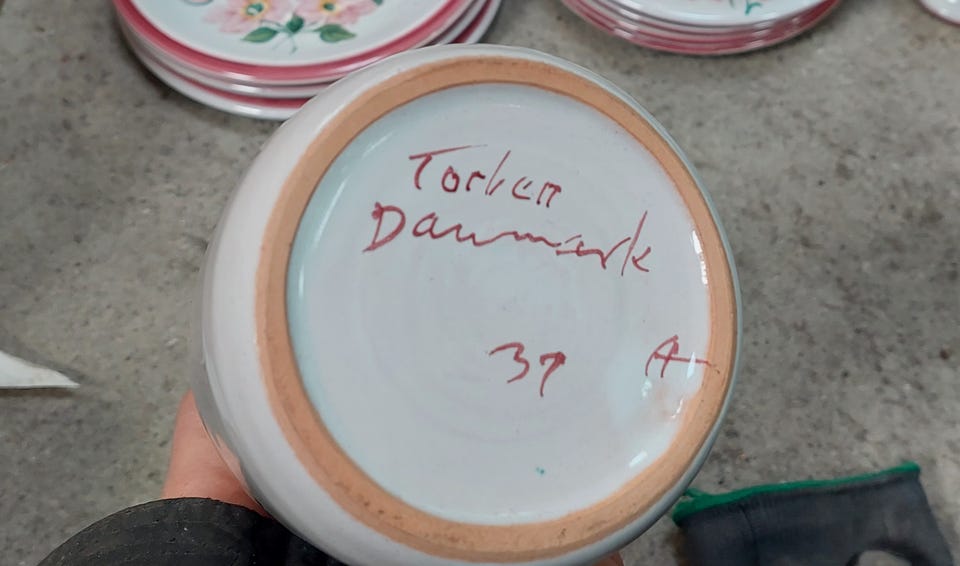 Torben
Danmark
37 A